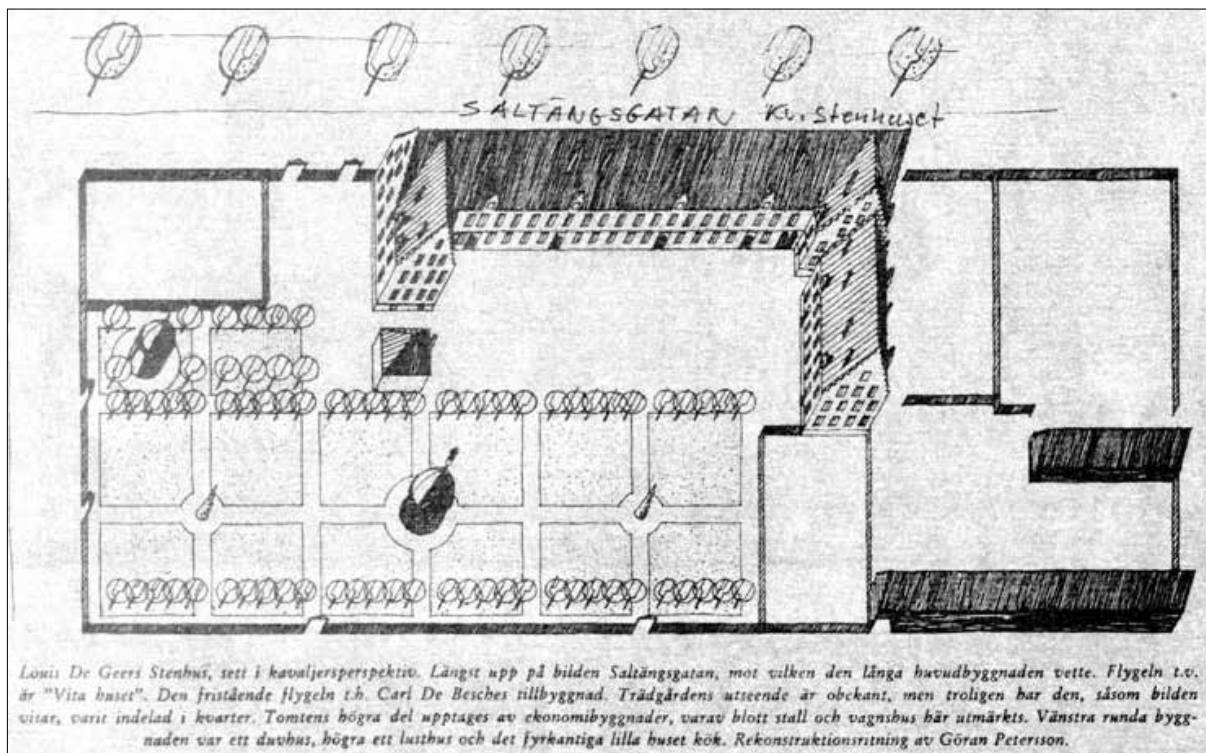 SALTÄNGSGATAN Kv. Stenhuset
Louis De Geers Stenhus, sett i kavaljersperspektiv. Längst upp på bilden Saltängsgatan, mot vilken den långa huvudbyggnaden vette. Flygeln t.v.
är "Vita huset". Den fristående flygeln t.h. Carl De Besches tillbyggnad. Trädgårdens utseende är obekant, men troligen har den, såsom bilden
visar, varit indelad i kvarter. Tomtens högra del upptages av ekonomibyggnader, varav blott stall och vagnshus här utmärkts. Vänstra runda bygg-
naden var ett duvhus, högra ett lusthus och det fyrkantiga lilla huset kök. Rekonstruktionsritning av Göran Petersson.